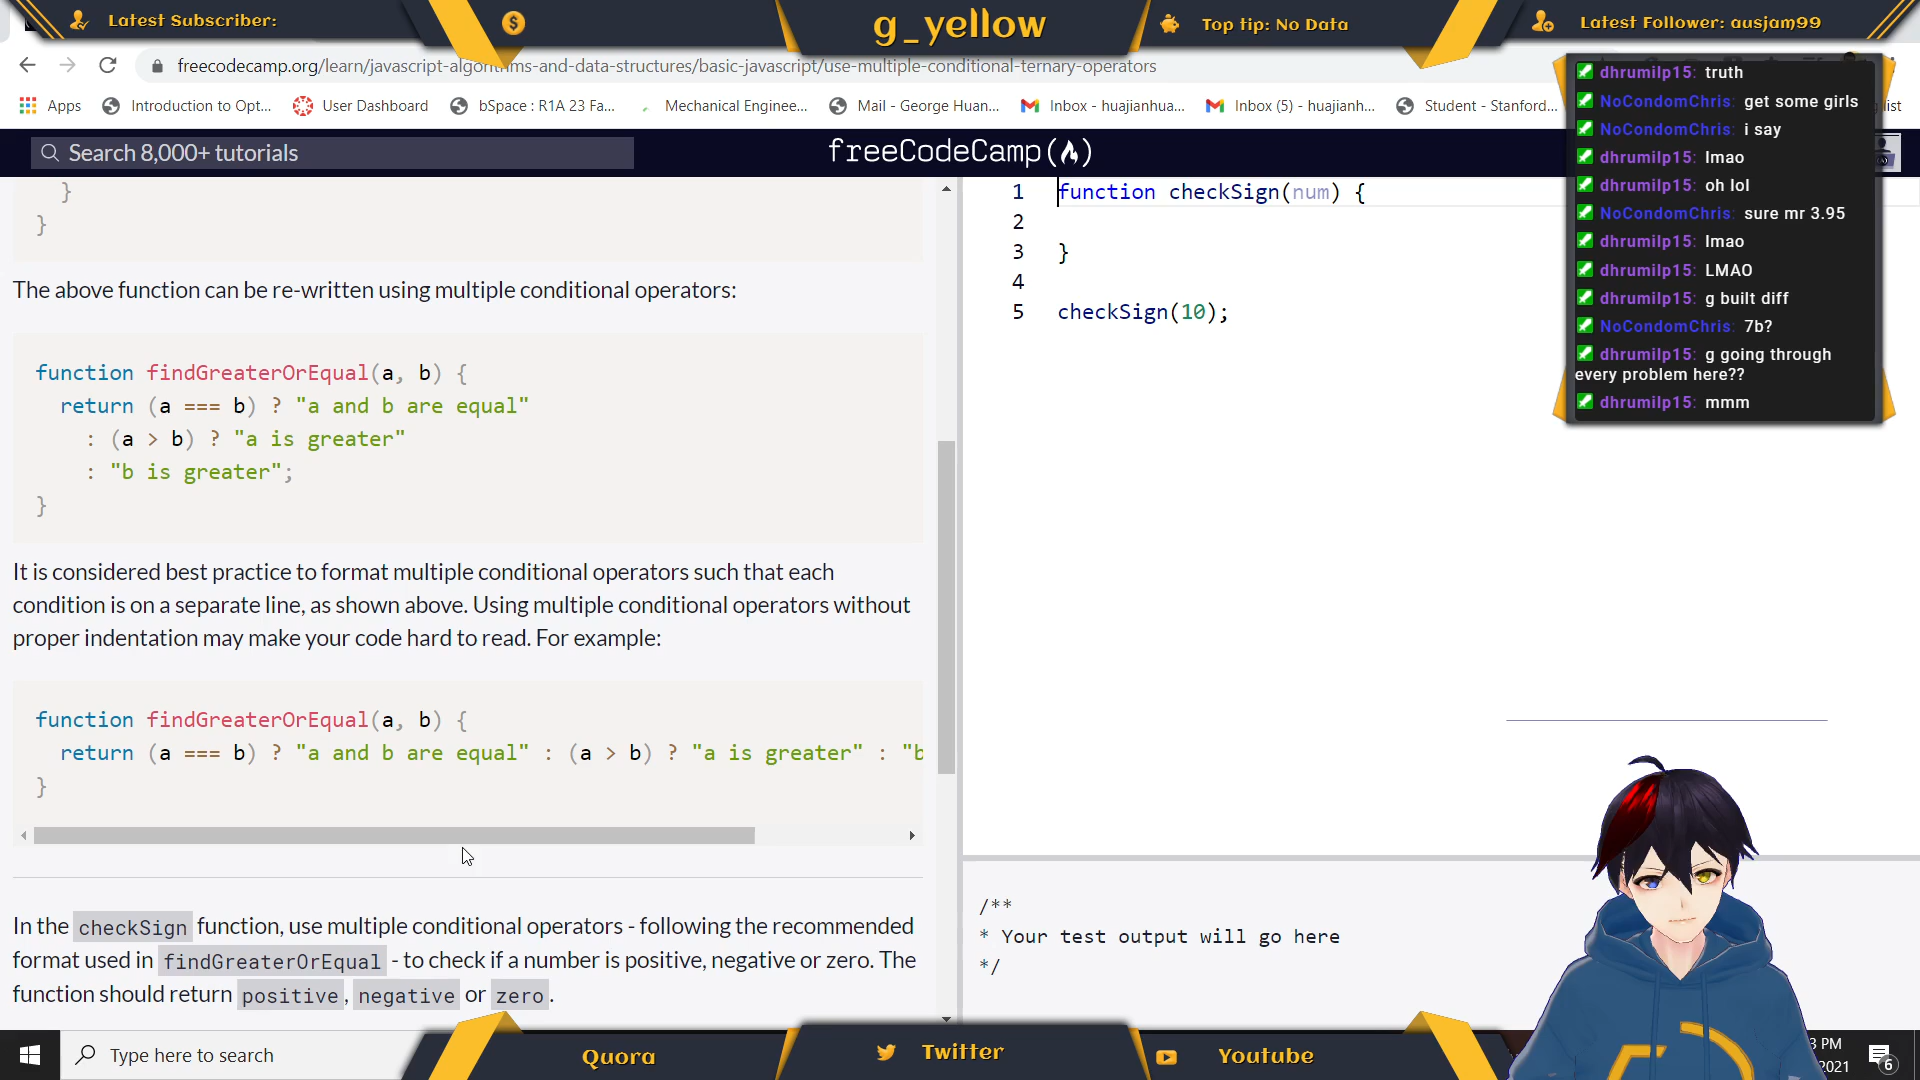 Latest Subscriber:
g_yellow
Top tip: No Data
Latest Follower: ausjam99
freecodecamp.org/learn/javascript-algorithms-and-data-structures/basic-javascript/use-multiple-conditional-ternary-operators
Apps
Introduction to Opt...
User Dashboard
bSpace : R1A 23 Fa...
Mechanical Enginee...
Mail - George Huan...
Inbox - huajianhua...
Inbox (5) - huajianh...
Student - Stanford...
Search 8,000+ tutorials
freeCodeCamp
}
}
The above function can be re-written using multiple conditional operators:
function findGreaterOrEqual(a, b) {
return (a === b) ? "a and b are equal"
: (a > b) ? "a is greater"
: "b is greater";
}
It is considered best practice to format multiple conditional operators such that each
condition is on a separate line, as shown above. Using multiple conditional operators without
proper indentation may make your code hard to read. For example:
function findGreaterOrEqual(a, b) {
return (a === b) ? "a and b are equal" : (a > b) ? "a is greater" : "b
}
In the checkSign function, use multiple conditional operators - following the recommended
format used in findGreaterOrEqual - to check if a number is positive, negative or zero. The
function should return positive, negative or zero.
1 function checkSign(num) {
2
3 }
4
5 checkSign(10);
/**
* Your test output will go here
*/
dhrumilp15: truth
NoCondomChris: get some girls
NoCondomChris: i say
dhrumilp15: lmao
dhrumilp15: oh lol
NoCondomChris: sure mr 3.95
dhrumilp15: lmao
dhrumilp15: LMAO
dhrumilp15: g built diff
NoCondomChris: 7b?
dhrumilp15: g going through
every problem here??
dhrumilp15: mmm
Type here to search
Quora
Twitter
Youtube
3 PM
2021
6